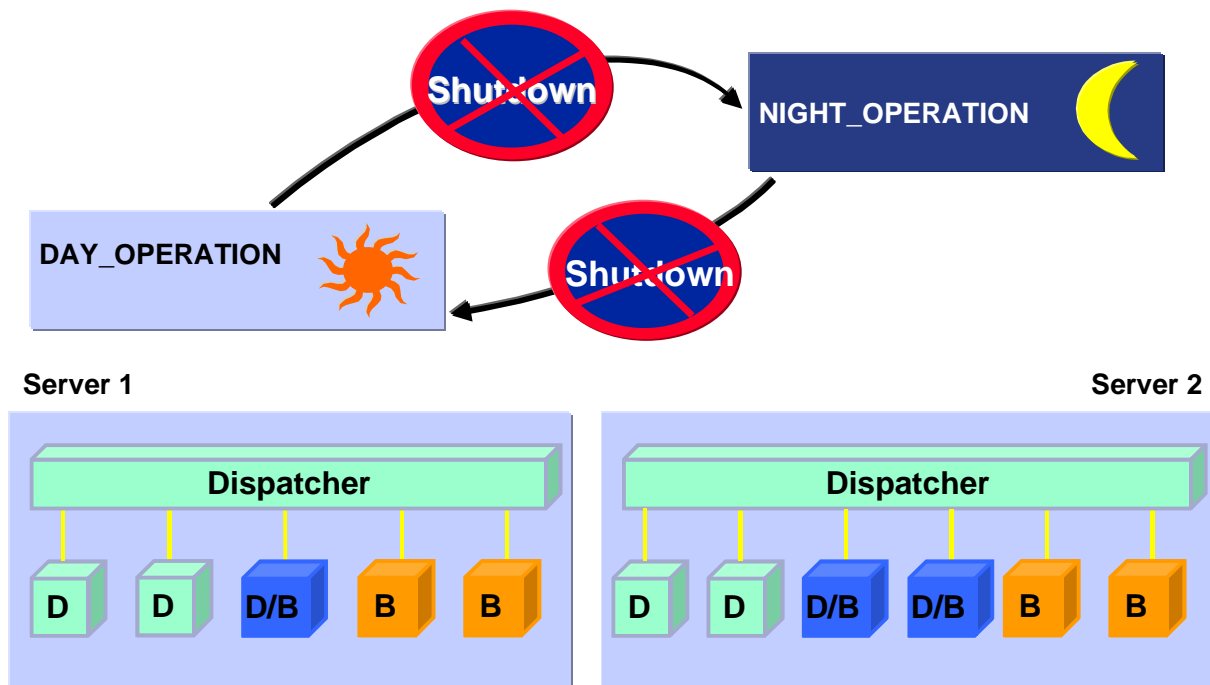 Shutdown
NIGHT_OPERATION
DAY_OPERATION
Shutdown
Server 1
Server 2
Dispatcher
Dispatcher
D D D/B B B
D D D/B D/B B B